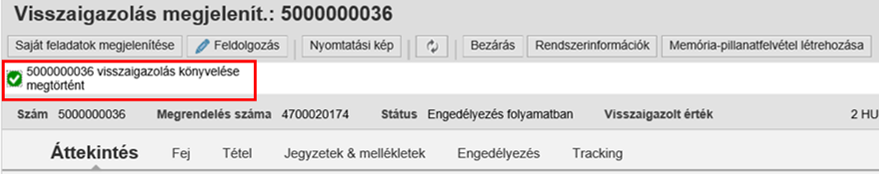 Visszaigazolás megjelenít.: 5000000036
Saját feladatok megjelenítése Feldolgozás Nyomtatási kép Bezárás Rendszerinformációk Memória-pillanatfelvétel létrehozása
5000000036 visszaigazolás könyvelése
megtörtént
Szám 5000000036 Megrendelés száma 4700020174 Státus Engedélyezés folyamatban Visszaigazolt érték 2 HU
Áttekintés Fej Tétel Jegyzetek & mellékletek Engedélyezés Tracking